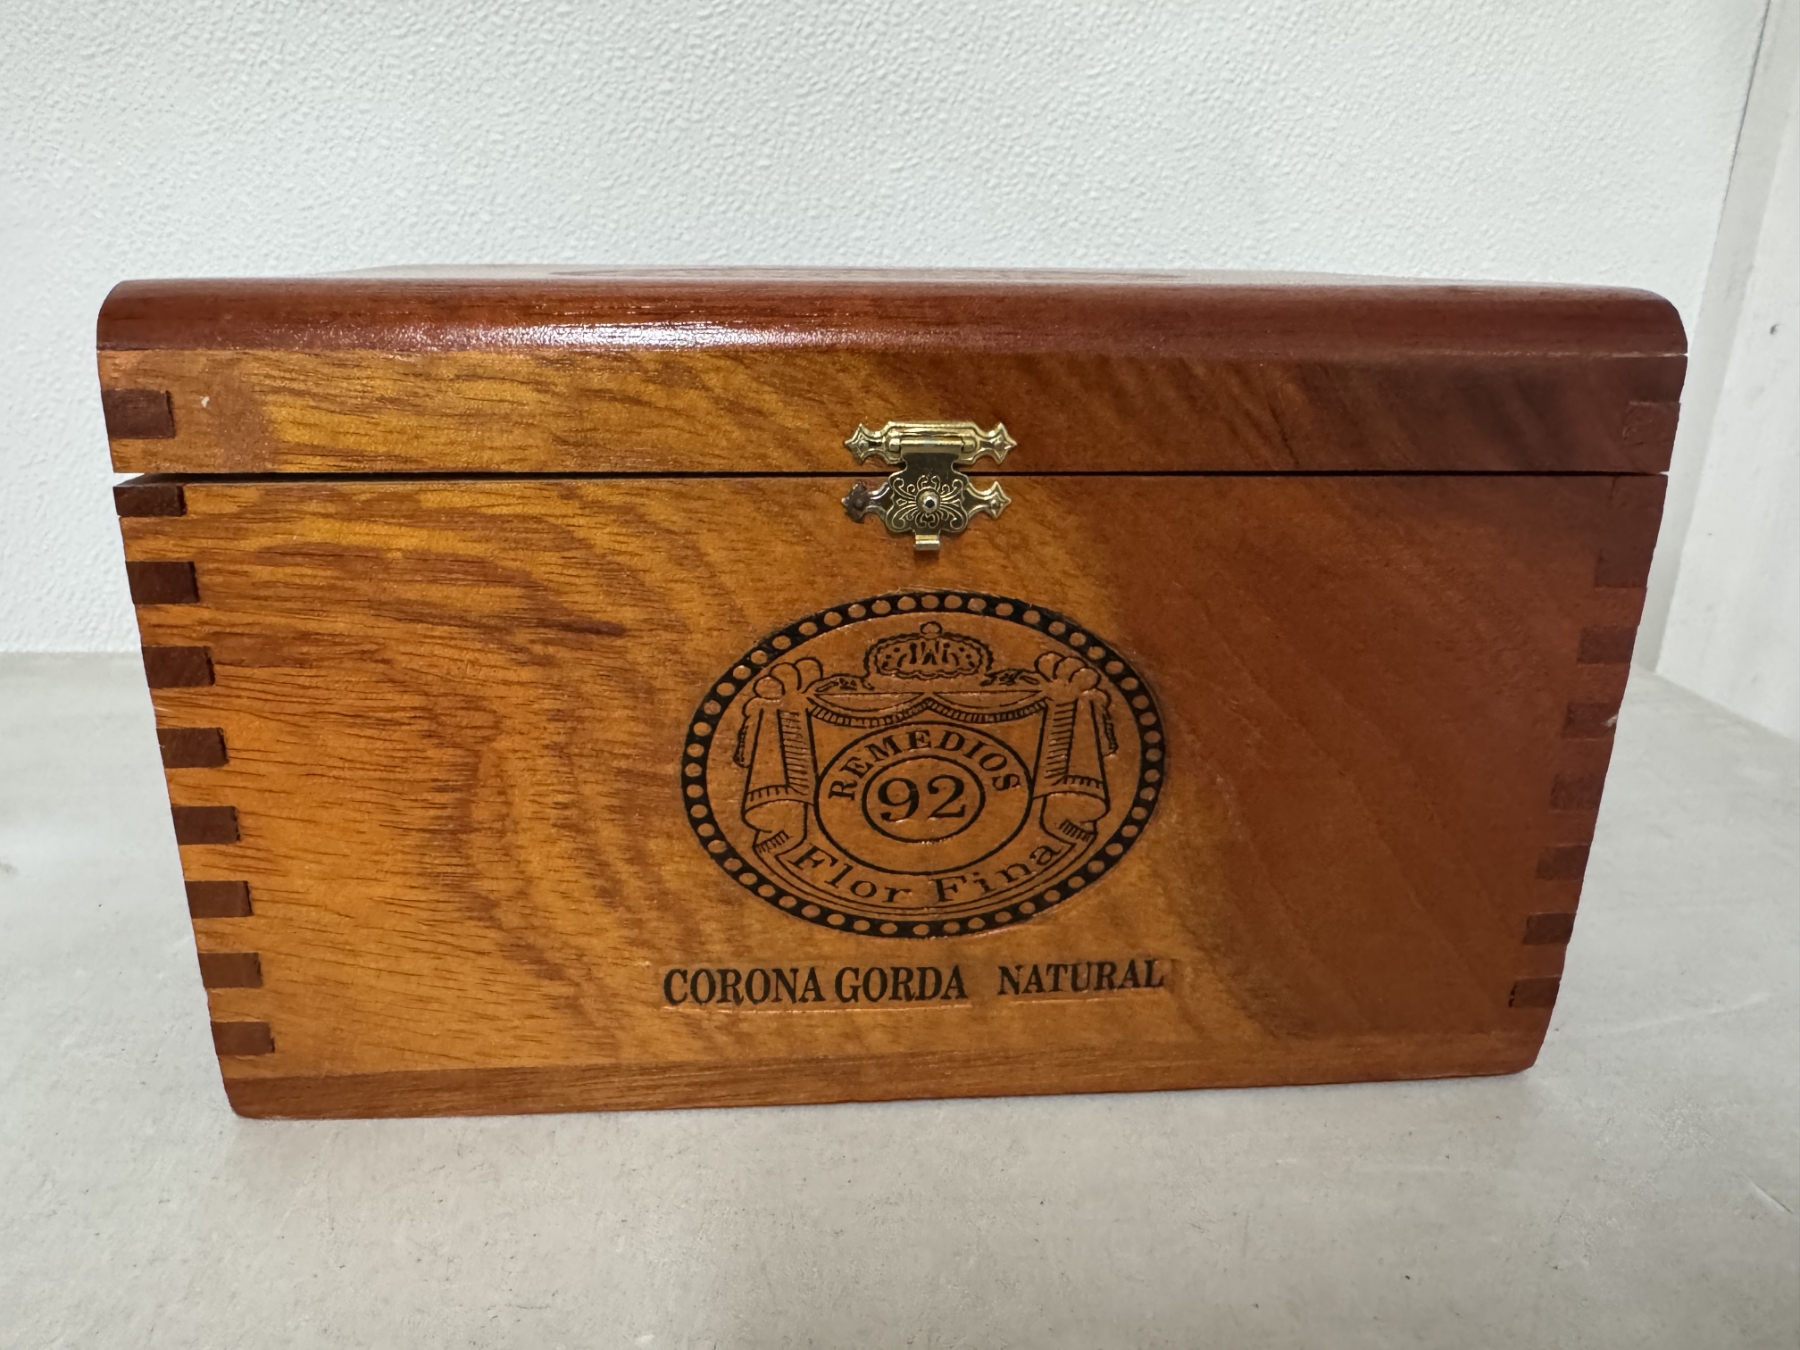 REMEDIOS
92
Flor Fina
CORONA GORDA NATURAL